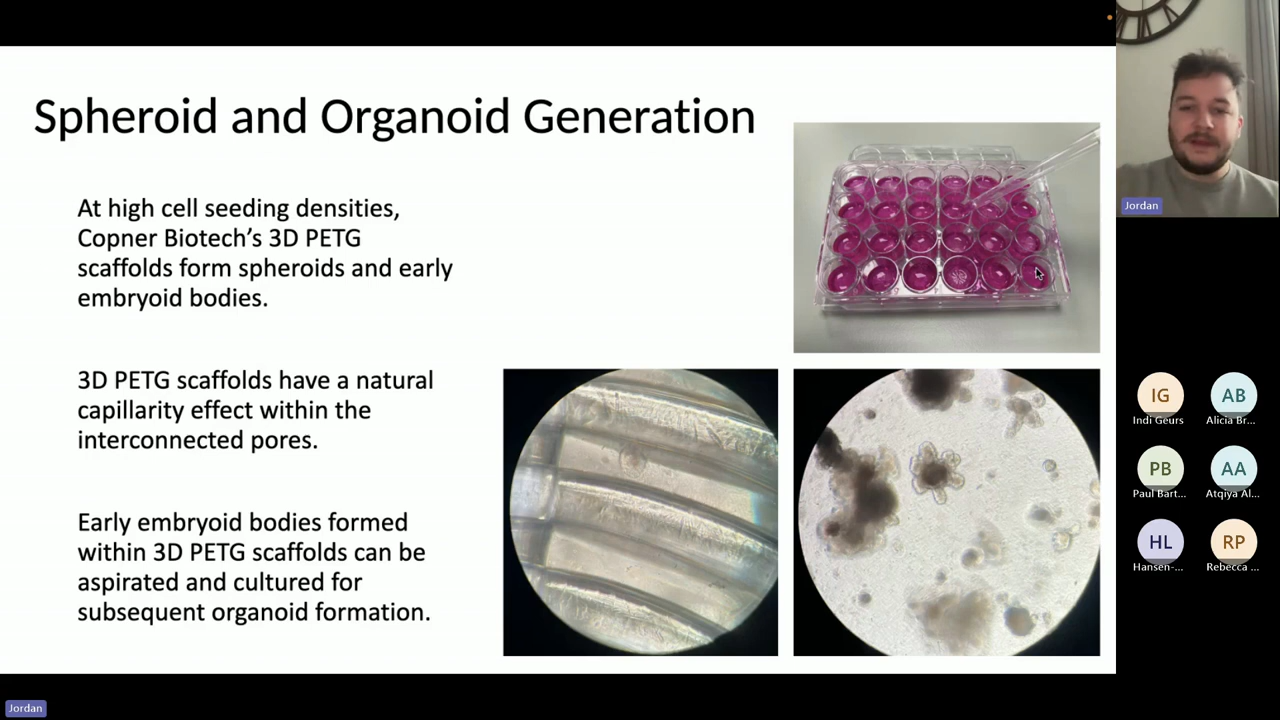 Spheroid and Organoid Generation
At high cell seeding densities,
Copner Biotech’s 3D PETG
scaffolds form spheroids and early
embryoid bodies.
3D PETG scaffolds have a natural
capillarity effect within the
interconnected pores.
Early embryoid bodies formed
within 3D PETG scaffolds can be
aspirated and cultured for
subsequent organoid formation.
Jordan
IG
Indi Geurs
AB
Alicia Br...
PB
Paul Bart...
AA
Atqiya Al...
HL
Hansen-...
RP
Rebecca ...
Jordan